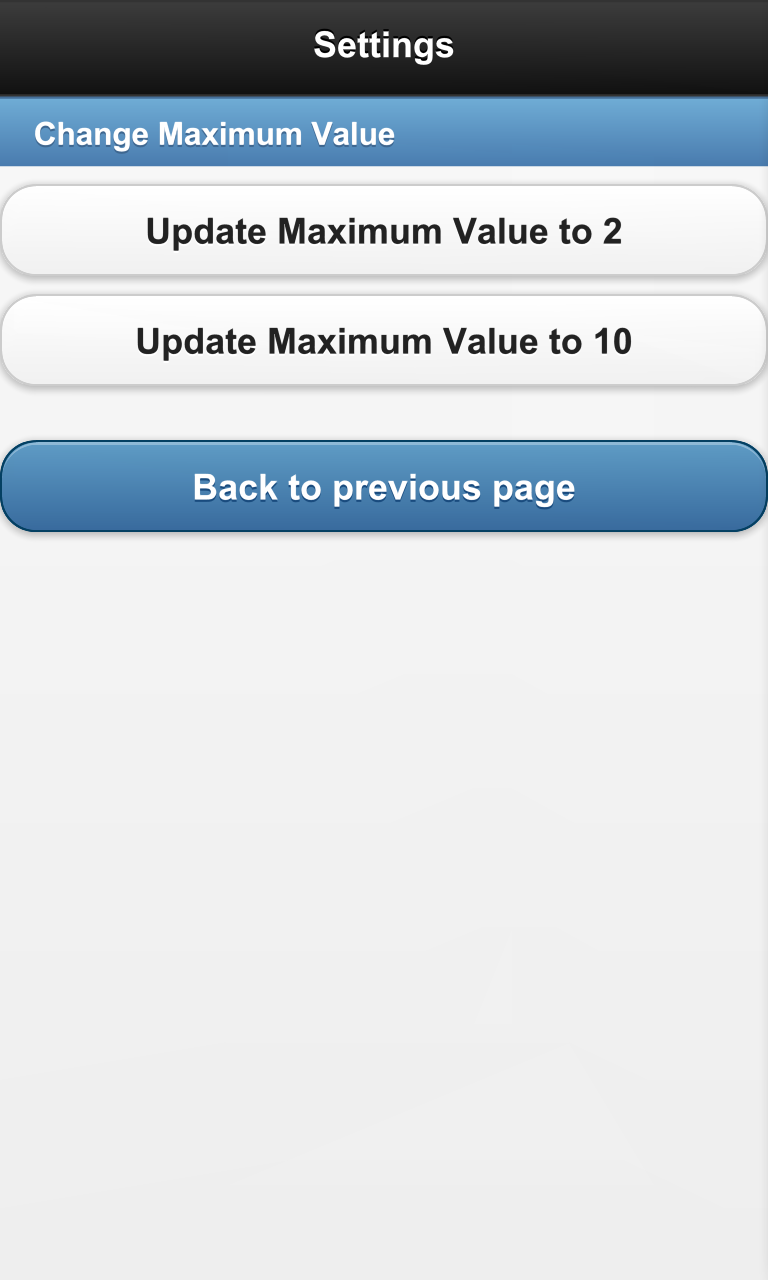 Settings
Change Maximum Value
Update Maximum Value to 2
Update Maximum Value to 10
Back to previous page